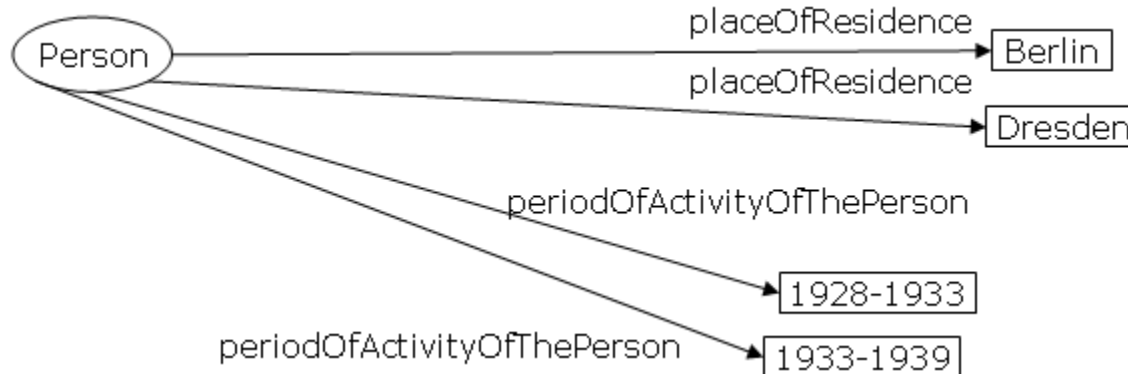 placeOfResidence
Person
Berlin
placeOfResidence
Dresden
periodOfActivityOfThePerson
1928-1933
periodOfActivityOfThePerson
1933-1939